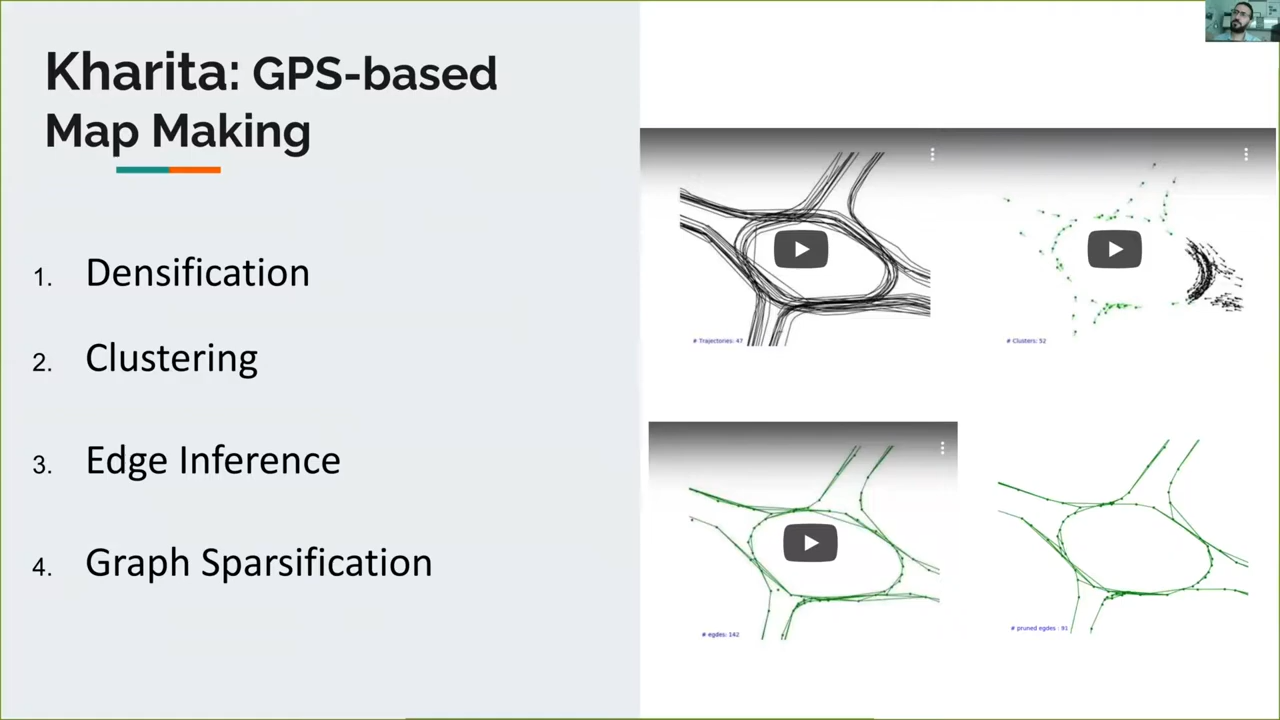 Kharita: GPS-based
Map Making
1. Densification
2. Clustering
3. Edge Inference
4. Graph Sparsification
# Trajectories: 47
# Clusters: 52
# egdes: 142
# pruned egdes : 91